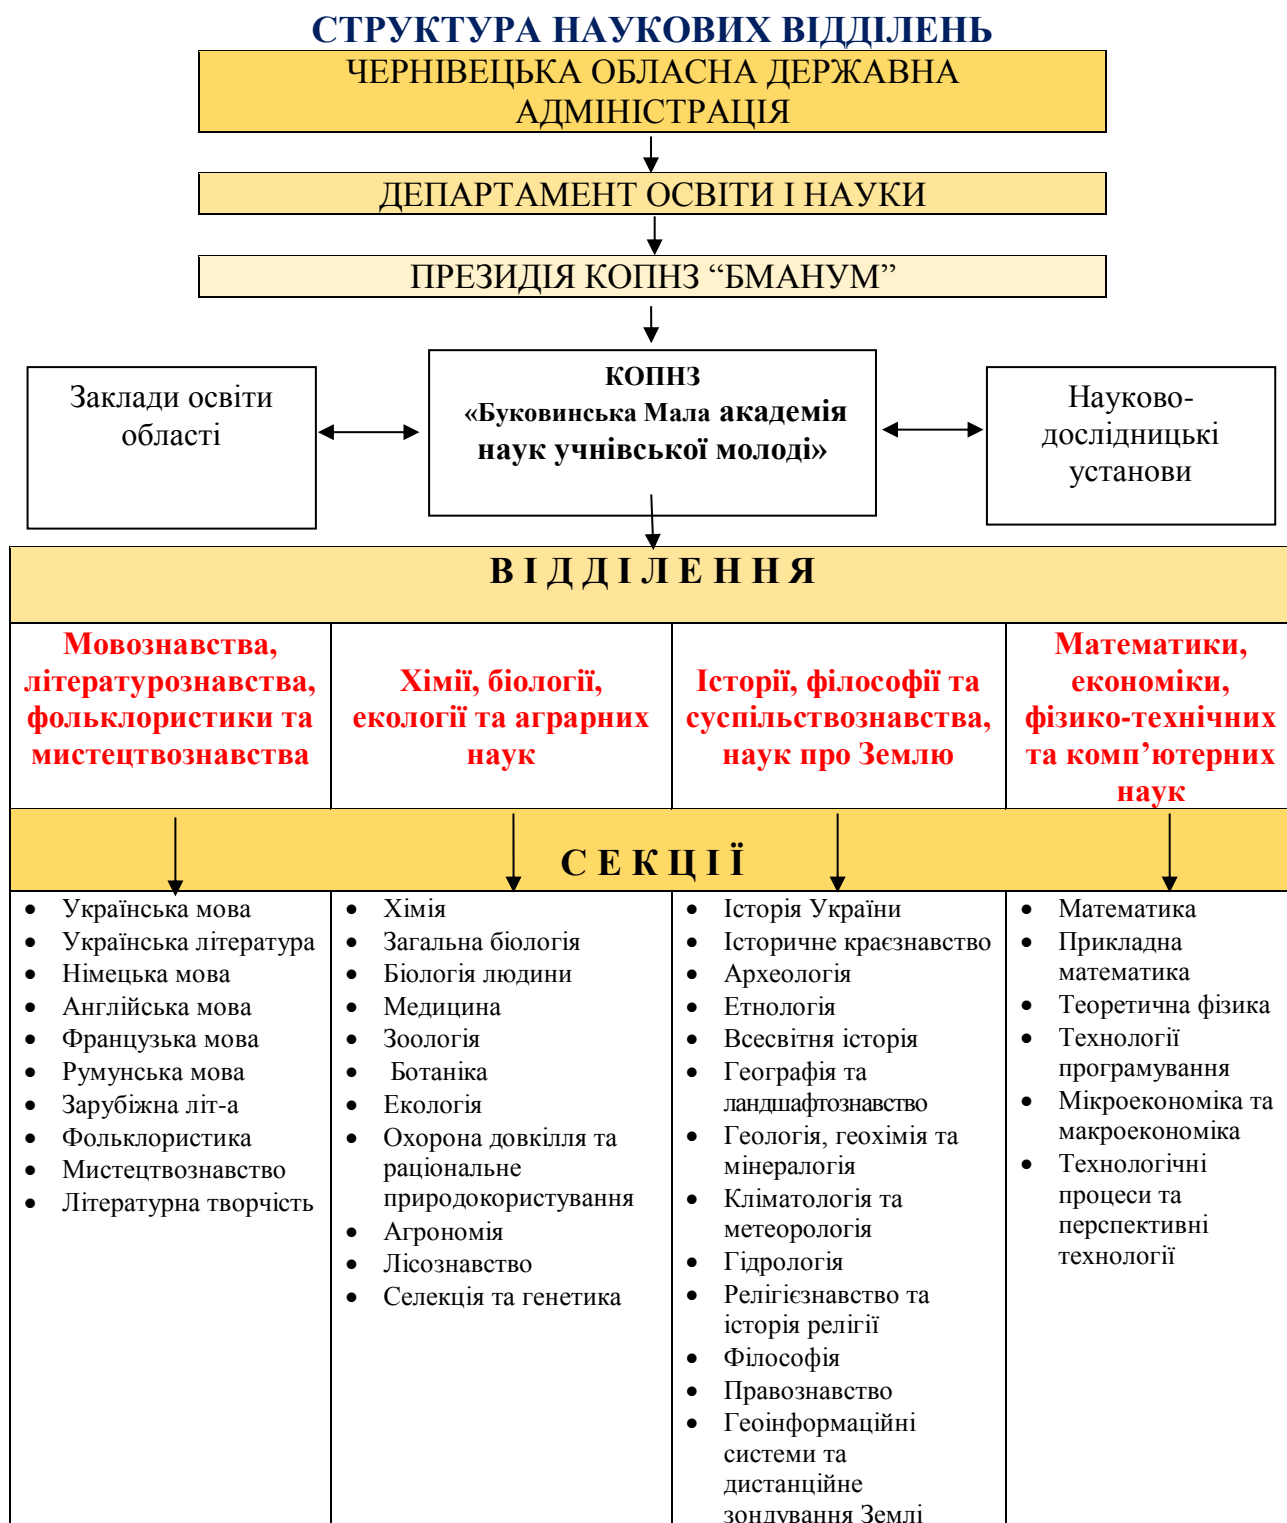 СТРУКТУРА НАУКОВИХ ВІДДІЛЕНЬ
ЧЕРНІВЕЦЬКА ОБЛАСНА ДЕРЖАВНА
АДМІНІСТРАЦІЯ
ДЕПАРТАМЕНТ ОСВІТИ І НАУКИ
ПРЕЗИДІЯ КОПНЗ “БМАНУМ”
Заклади освіти
області
КОПНЗ
«Буковинська Мала академія
наук учнівської молоді»
Науково-
дослідницькі
установи
В І Д Д І Л Е Н Н Я
Мовознавства,
літературознавства,
фольклористики та
мистецтвознавства
Хімії, біології,
екології та аграрних
наук
Історії, філософії та
суспільствознавства,
наук про Землю
Математики,
економіки,
фізико-технічних
та комп’ютерних
наук
С Е К Ц І Ї
• Українська мова
• Українська література
• Німецька мова
• Англійська мова
• Французька мова
• Румунська мова
• Зарубіжна літ-а
• Фольклористика
• Мистецтвознавство
• Літературна творчість
• Хімія
• Загальна біологія
• Біологія людини
• Медицина
• Зоологія
• Ботаніка
• Екологія
• Охорона довкілля та
раціональне
природокористування
• Агрономія
• Лісознавство
• Селекція та генетика
• Історія України
• Історичне краєзнавство
• Археологія
• Етнологія
• Всесвітня історія
• Географія та
ландшафтознавство
• Геологія, геохімія та
мінералогія
• Кліматологія та
метеорологія
• Гідрологія
• Релігієзнавство та
історія релігії
• Філософія
• Правознавство
• Геоінформаційні
системи та
дистанційне
зондування Землі
• Математика
• Прикладна
математика
• Теоретична фізика
• Технології
програмування
• Мікроекономіка та
макроекономіка
• Технологічні
процеси та
перспективні
технології